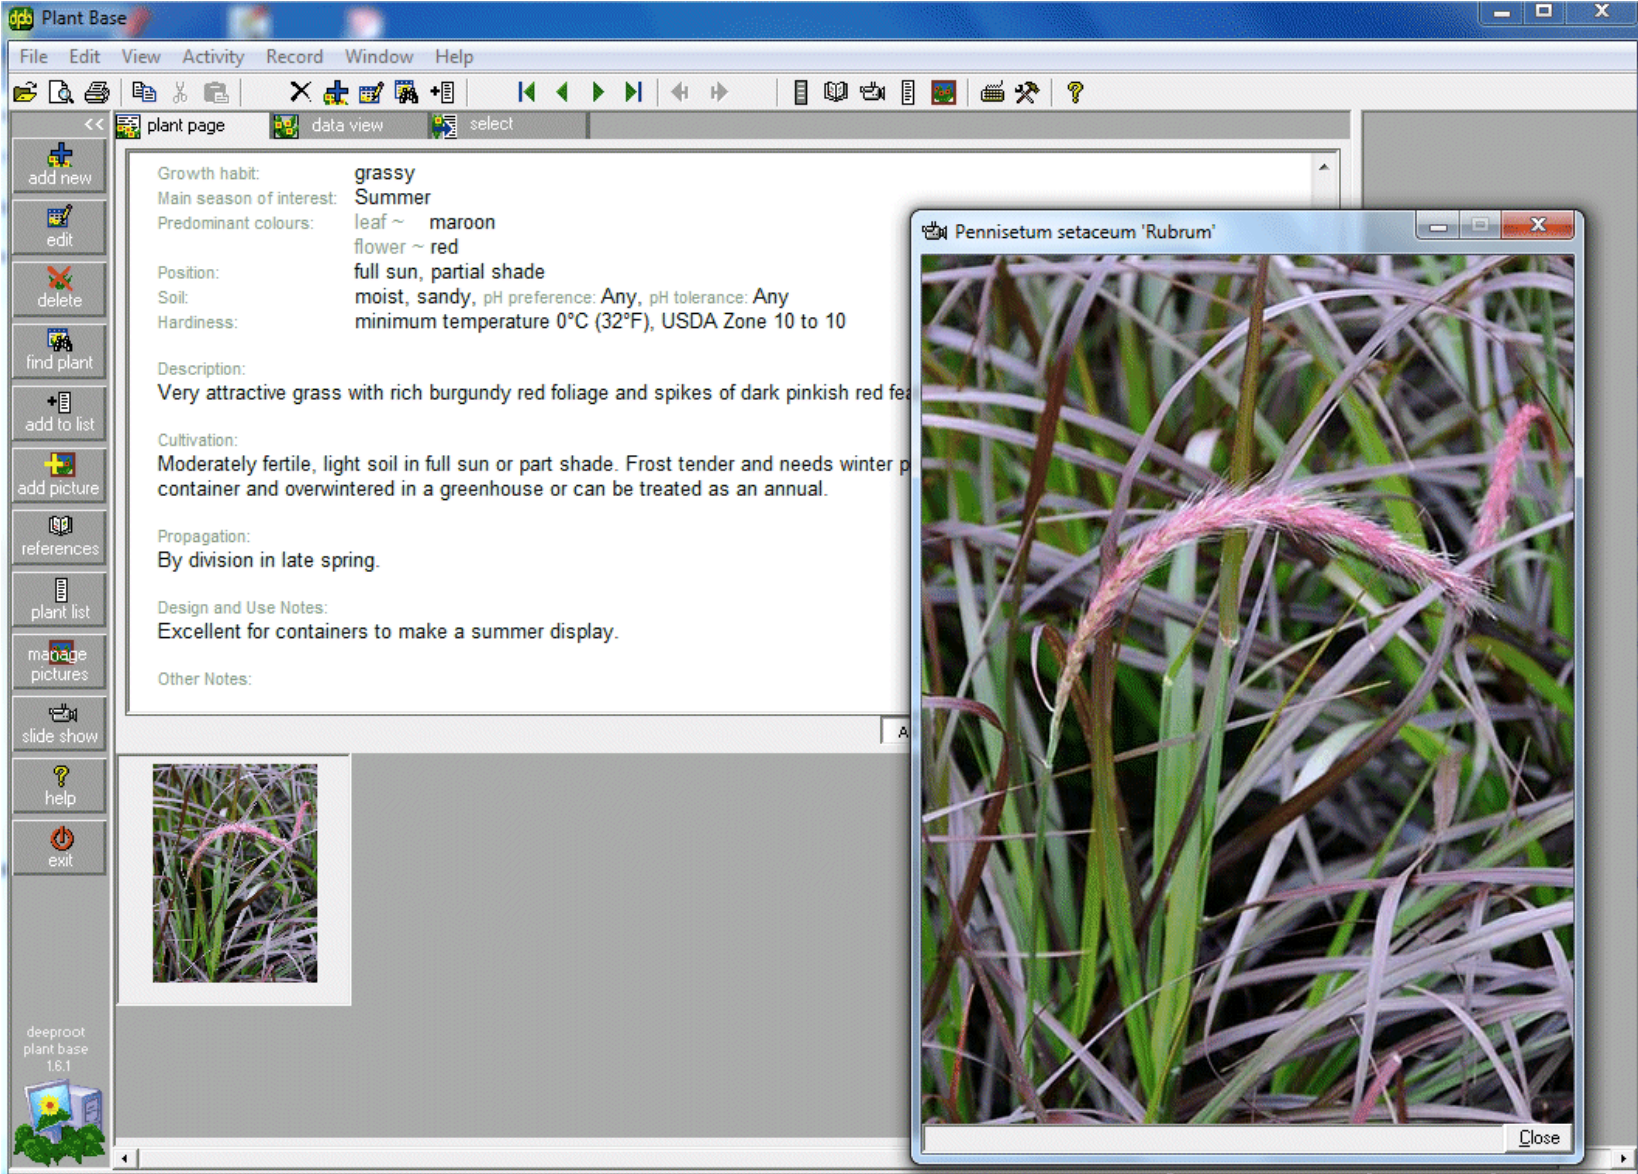 dpb Plant Base
File Edit View Activity Record Window Help
<< plant page data view select
add new
edit
delete
find plant
add to list
add picture
references
plant list
manage
pictures
slide show
help
exit
deeproot
plant base
1.6.1
Growth habit: grassy
Main season of interest: Summer
Predominant colours: leaf ~ maroon
flower ~ red
Position: full sun, partial shade
Soil: moist, sandy, pH preference: Any, pH tolerance: Any
Hardiness: minimum temperature 0°C (32°F), USDA Zone 10 to 10
Description:
Very attractive grass with rich burgundy red foliage and spikes of dark pinkish red
Cultivation:
Moderately fertile, light soil in full sun or part shade. Frost tender and needs winter
container and overwintered in a greenhouse or can be treated as an annual.
Propagation:
By division in late spring.
Design and Use Notes:
Excellent for containers to make a summer display.
Other Notes:
Pennisetum setaceum 'Rubrum'
Close